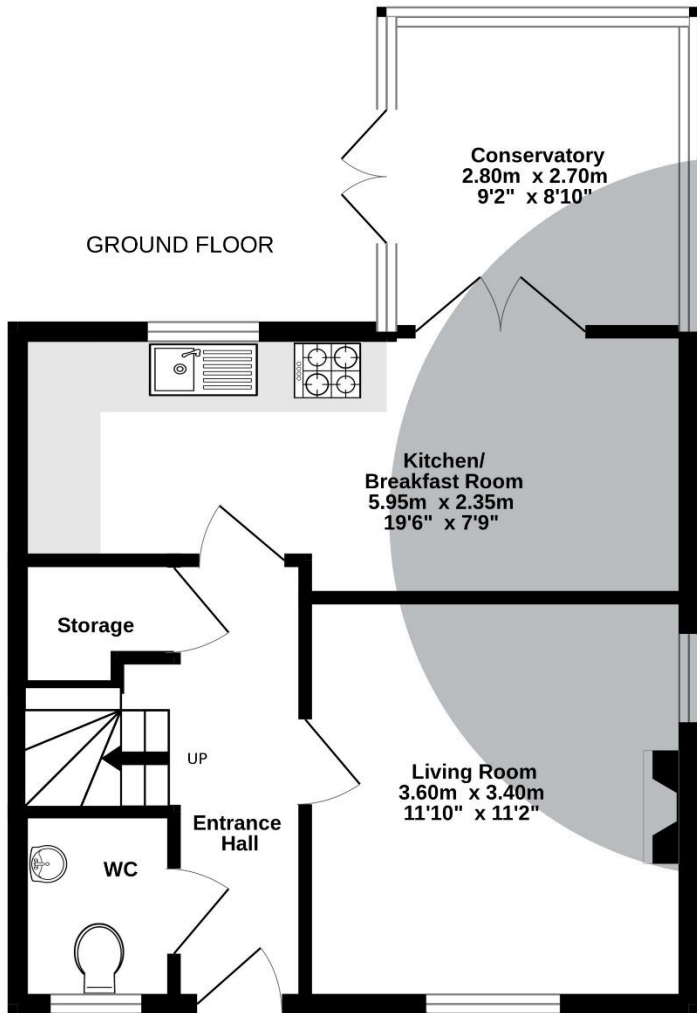 Conservatory
2.80m x 2.70m
9'2" x 8'10"
GROUND FLOOR
Kitchen/
Breakfast Room
5.95m x 2.35m
19'6" x 7'9"
Storage
UP
Living Room
3.60m x 3.40m
11'10" x 11'2"
Entrance
Hall
WC